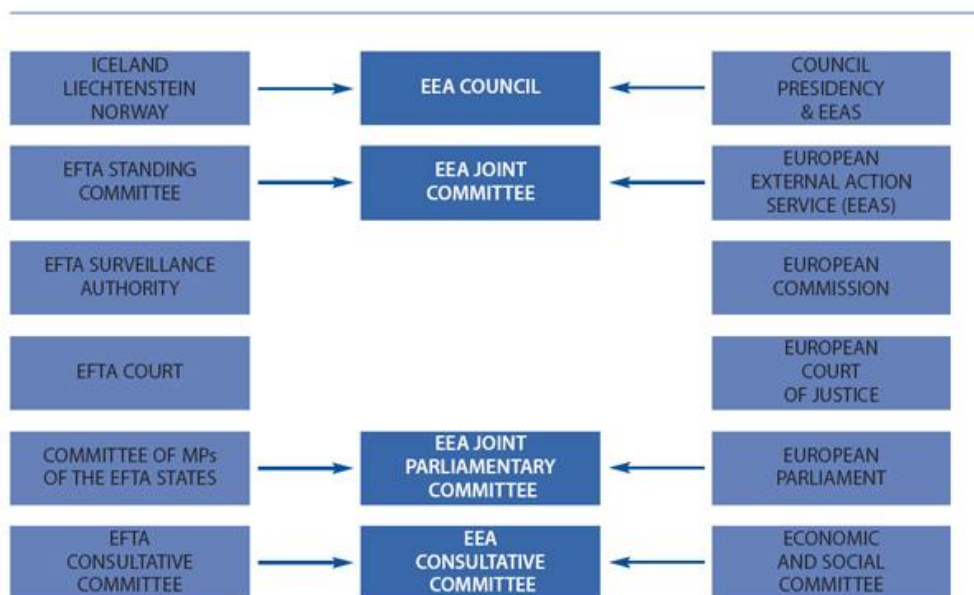 ICELAND
LIECHTENSTEIN
NORWAY
EEA COUNCIL
COUNCIL
PRESIDENCY
& EEAS
EFTA STANDING
COMMITTEE
EEA JOINT
COMMITTEE
EUROPEAN
EXTERNAL ACTION
SERVICE (EEAS)
EFTA SURVEILLANCE
AUTHORITY
EUROPEAN
COMMISSION
EFTA COURT
EUROPEAN
COURT
OF JUSTICE
COMMITTEE OF MPs
OF THE EFTA STATES
EEA JOINT
PARLIAMENTARY
COMMITTEE
EUROPEAN
PARLIAMENT
EFTA
CONSULTATIVE
COMMITTEE
EEA
CONSULTATIVE
COMMITTEE
ECONOMIC
AND SOCIAL
COMMITTEE